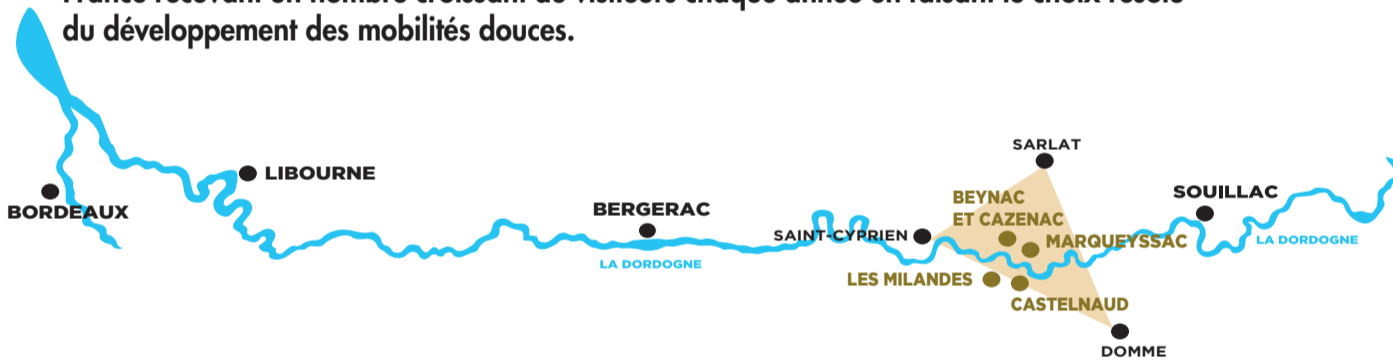 du développement des mobilités douces.
SARLAT
LIBOURNE
SOUILLAC
BEYNAC
ET CAZENAC
BORDEAUX
BERGERAC
SAINT-CYPRIEN
MARQUEYSSAC
LA DORDOGNE
LA DORDOGNE
LES MILANDES
CASTELNAUD
DOMME